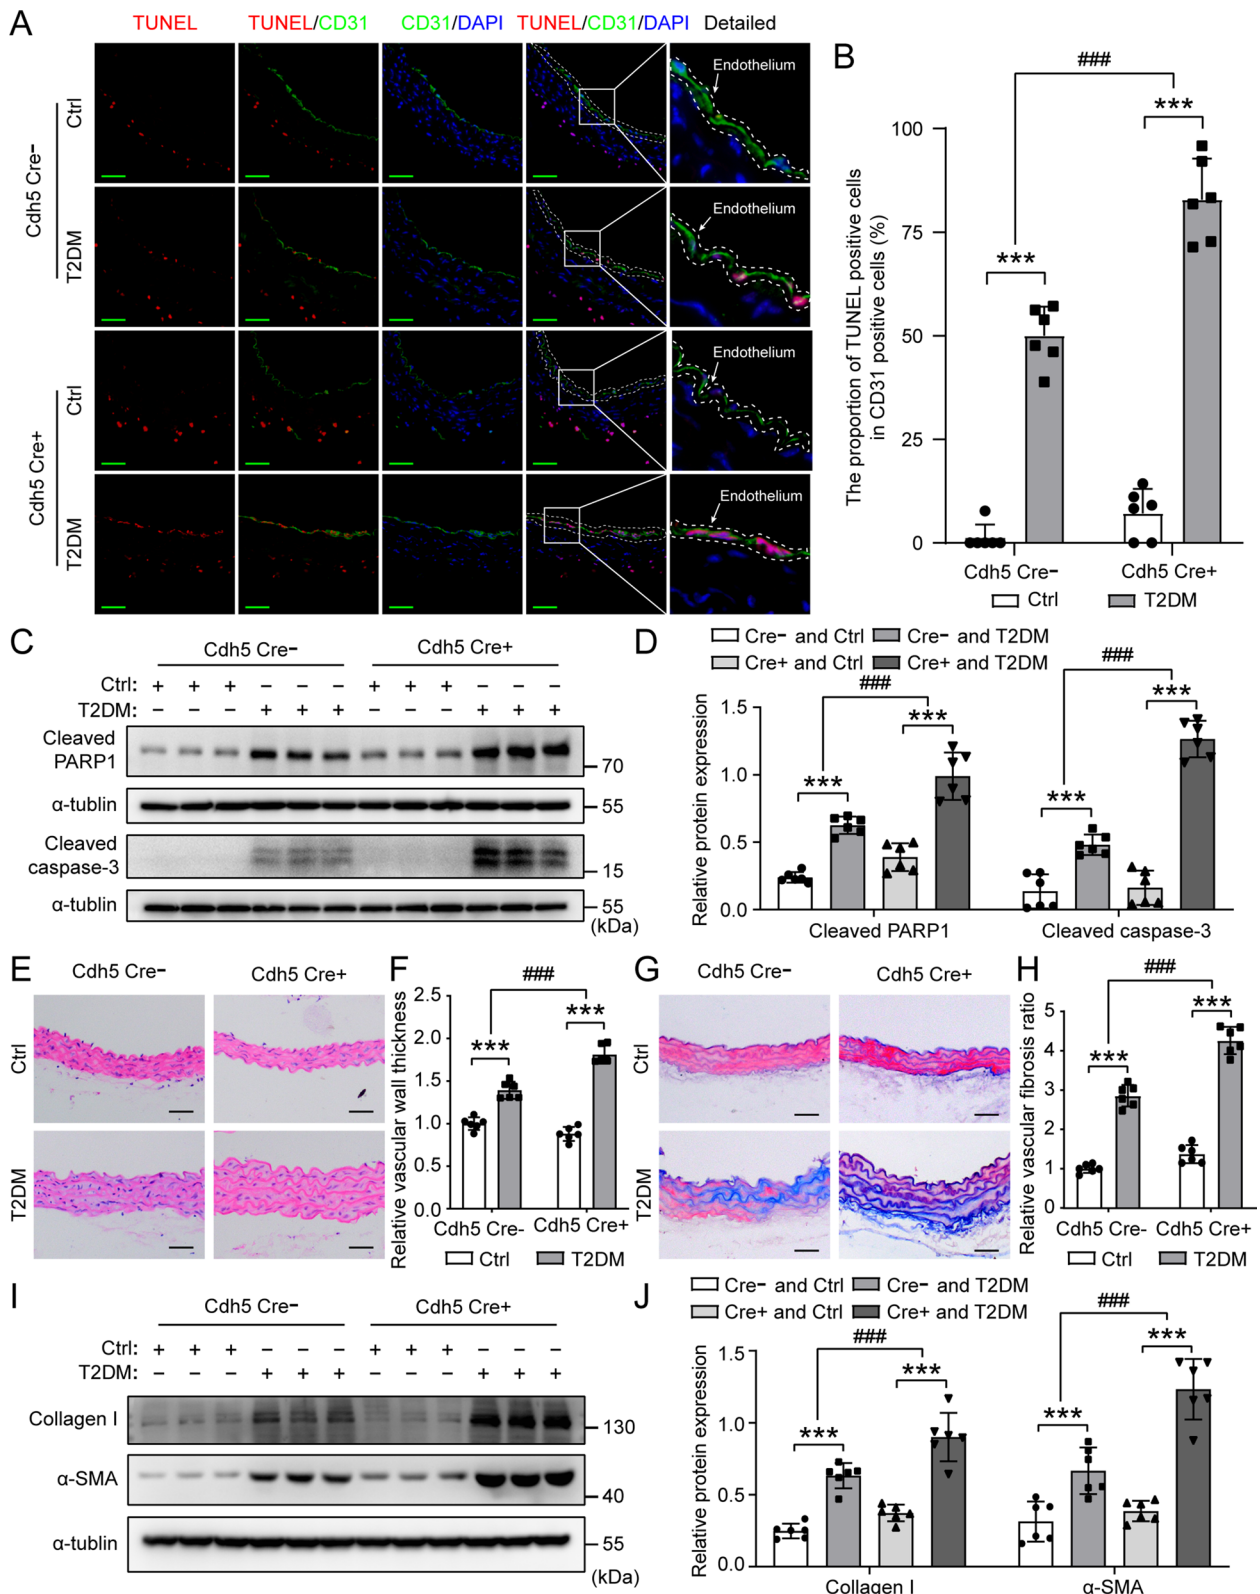 A
TUNEL TUNEL/CD31 CD31/DAPI TUNEL/CD31/DAPI Detailed
Cdh5 Cre−
Ctrl
Endothelium
T2DM
Endothelium
Cdh5 Cre+
Ctrl
Endothelium
T2DM
Endothelium
B
The proportion of TUNEL positive cells
in CD31 positive cells (%)
###
***
***
100
75
50
25
0
Cdh5 Cre− Cdh5 Cre+
Ctrl T2DM
C
Cdh5 Cre− Cdh5 Cre+
Ctrl: + + + − − − + + + − − −
T2DM: − − − + + + − − − + + +
Cleaved
PARP1
70
α-tublin
55
Cleaved
caspase-3
15
α-tublin
55
(kDa)
D
Cre− and Ctrl Cre− and T2DM
Cre+ and Ctrl Cre+ and T2DM
Relative protein expression
###
###
***
***
***
***
1.5
1.0
0.5
0.0
Cleaved PARP1 Cleaved caspase-3
E
Cdh5 Cre− Cdh5 Cre+
Ctrl
T2DM
F
Relative vascular wall thickness
###
***
***
2.5
2.0
1.5
1.0
0.5
0.0
Cdh5 Cre- Cdh5 Cre+
Ctrl T2DM
G
Cdh5 Cre− Cdh5 Cre+
Ctrl
T2DM
H
Relative vascular fibrosis ratio
###
***
***
5
4
3
2
1
0
Cdh5 Cre- Cdh5 Cre+
Ctrl T2DM
I
Cdh5 Cre− Cdh5 Cre+
Ctrl: + + + − − − + + + − − −
T2DM: − − − + + + − − − + + +
Collagen I
130
α-SMA
40
α-tublin
55
(kDa)
J
Cre− and Ctrl Cre− and T2DM
Cre+ and Ctrl Cre+ and T2DM
Relative protein expression
###
###
***
***
***
***
1.5
1.0
0.5
0.0
Collagen I α-SMA